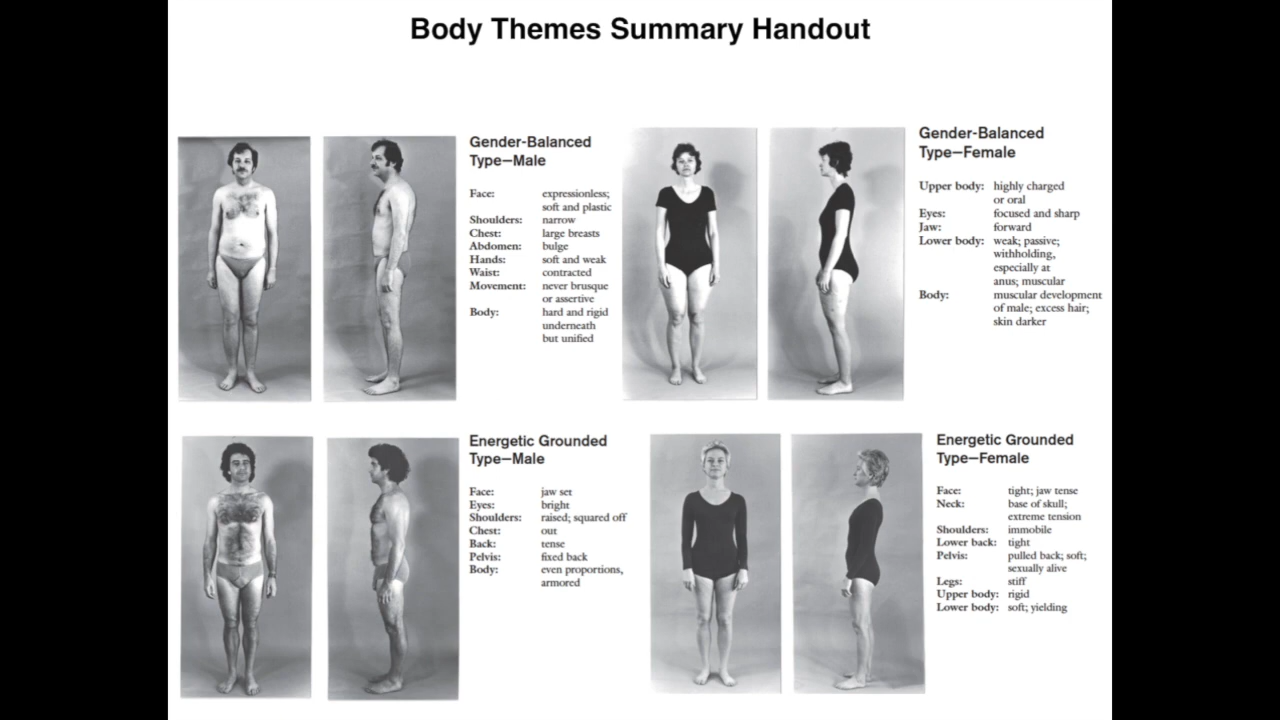 Body Themes Summary Handout
Gender-Balanced
Type—Male
Face: expressionless;
soft and plastic
Shoulders: narrow
Chest: large breasts
Abdomen: bulge
Hands: soft and weak
Waist: contracted
Movement: never brusque
or assertive
Body: hard and rigid
underneath
but unified
Gender-Balanced
Type—Female
Upper body: highly charged
or oral
Eyes: focused and sharp
Jaw: forward
Lower body: weak; passive;
withholding,
especially at
anus; muscular
Body: muscular development
of male; excess hair;
skin darker
Energetic Grounded
Type—Male
Face: jaw set
Eyes: bright
Shoulders: raised; squared off
Chest: out
Back: tense
Pelvis: fixed back
Body: even proportions,
armored
Energetic Grounded
Type—Female
Face: tight; jaw tense
Neck: base of skull;
extreme tension
Shoulders: immobile
Lower back: tight
Pelvis: pulled back; soft;
sexually alive
Legs: stiff
Upper body: rigid
Lower body: soft; yielding